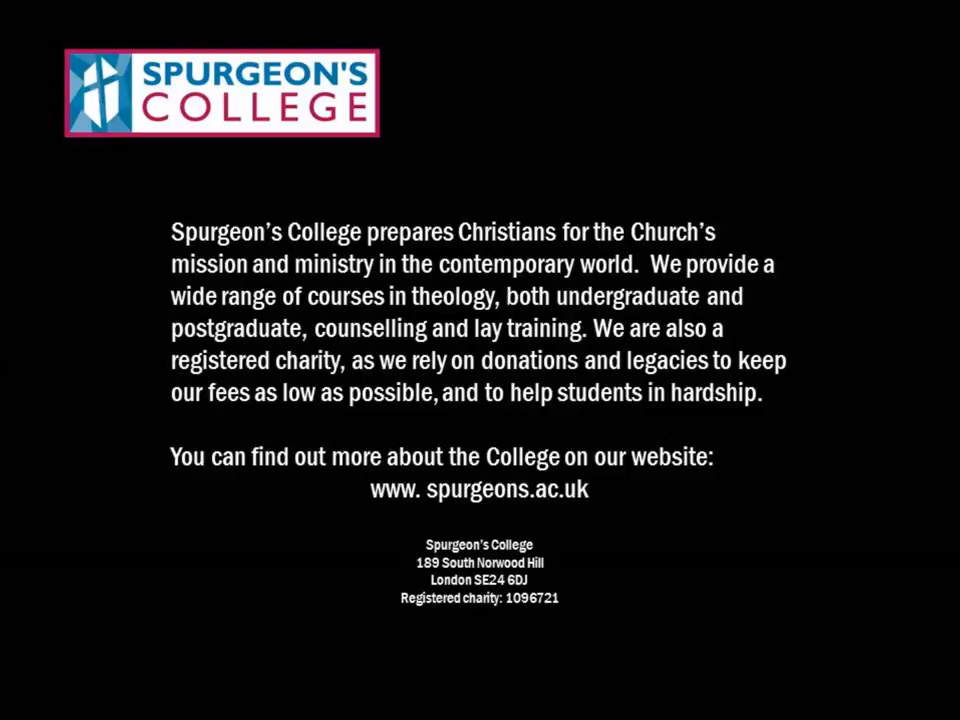 SPURGEON'S
COLLEGE
Spurgeon’s College prepares Christians for the Church’s
mission and ministry in the contemporary world.  We provide a
wide range of courses in theology, both undergraduate and
postgraduate, counselling and lay training. We are also a
registered charity, as we rely on donations and legacies to keep
our fees as low as possible, and to help students in hardship.
You can find out more about the College on our website:
www. spurgeons.ac.uk
Spurgeon’s College
189 South Norwood Hill
London SE24 6DJ
Registered charity: 1096721